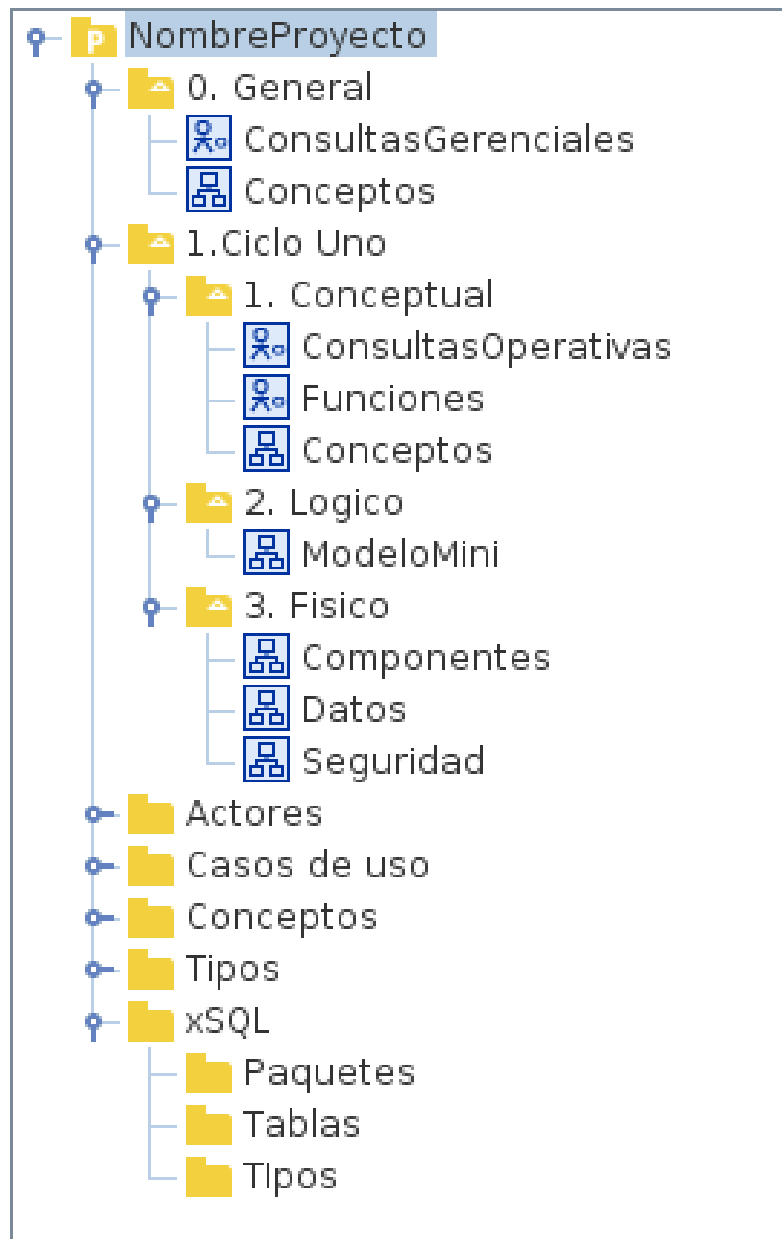 NombreProyecto
0. General
ConsultasGerenciales
Conceptos
1.Ciclo Uno
1. Conceptual
ConsultasOperativas
Funciones
Conceptos
2. Logico
ModeloMini
3. Fisico
Componentes
Datos
Seguridad
Actores
Casos de uso
Conceptos
Tipos
xSQL
Paquetes
Tablas
TIpos